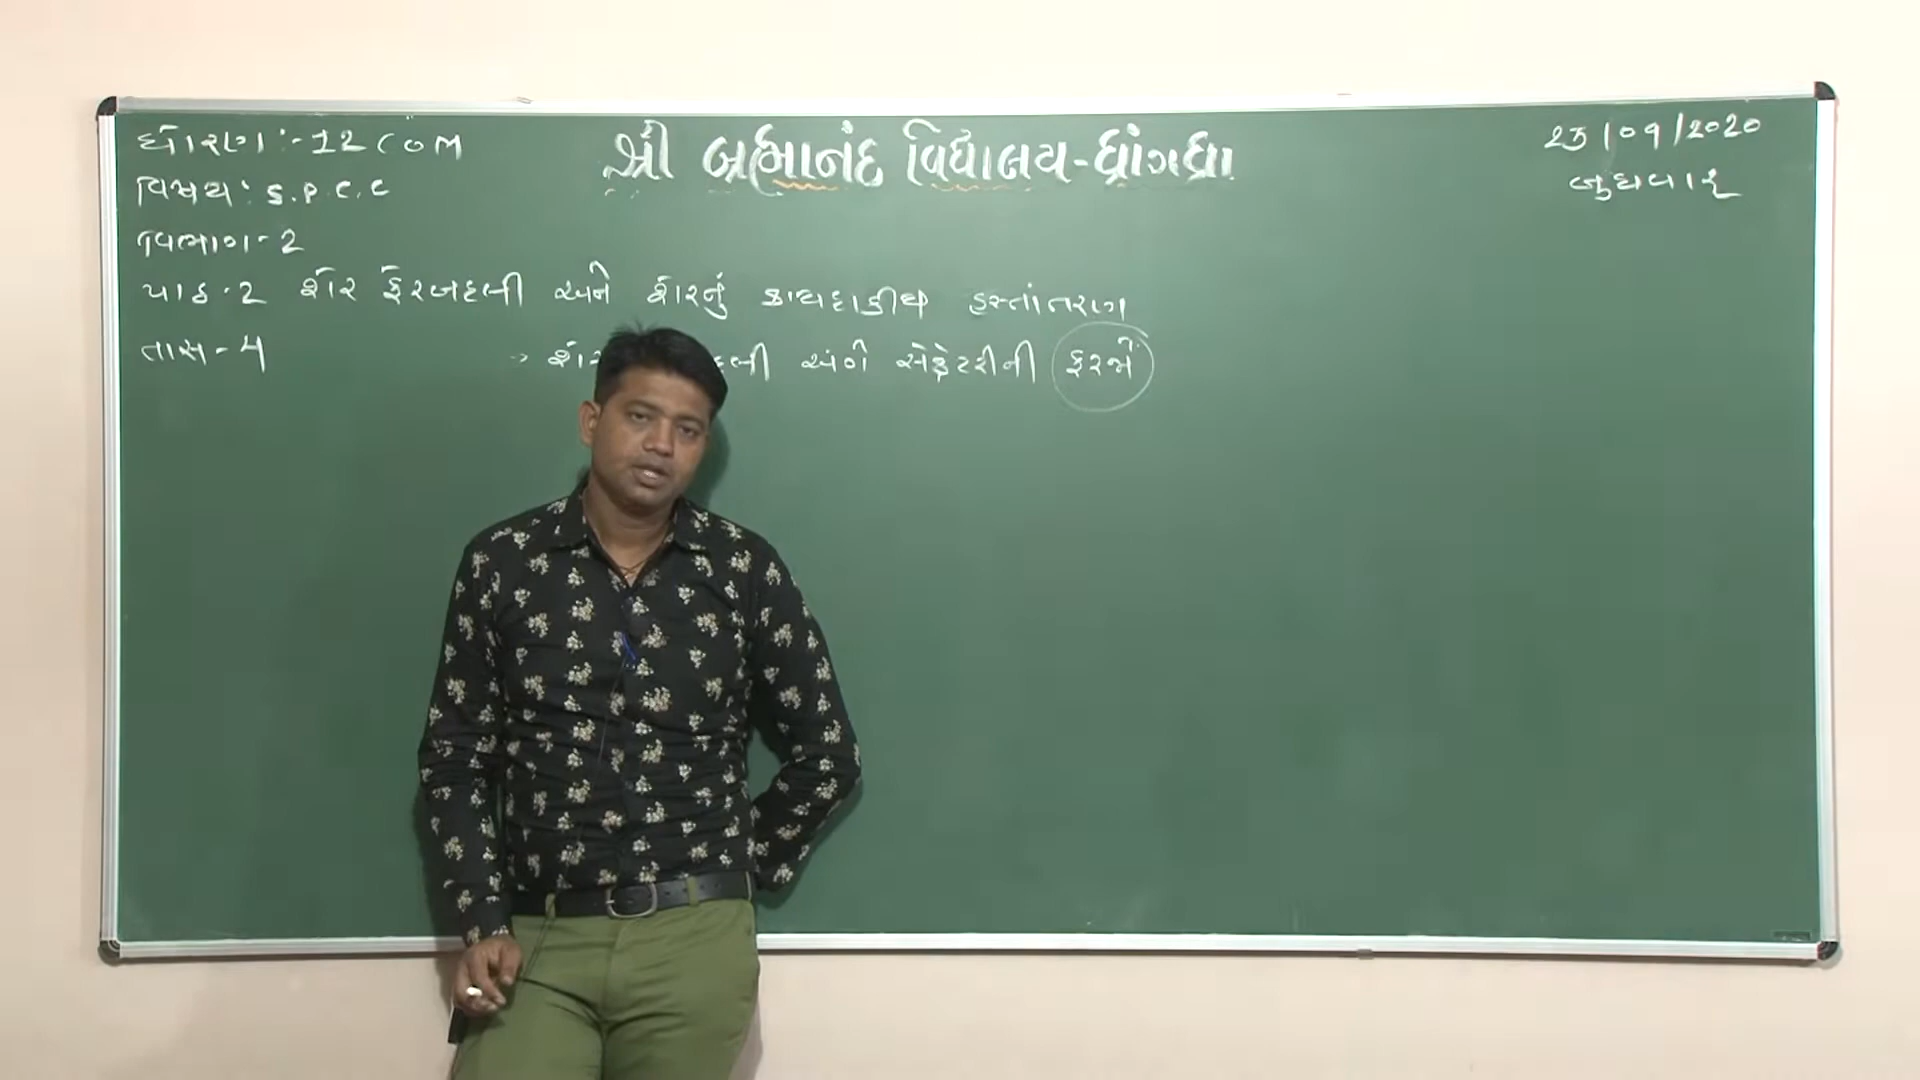 શ્રી બ્રહ્માનંદ વિદ્યાલય-ધ્રાંગધ્રા
ધોરણ :- 12 COM
23/09/2020
વિષય : S.P.C.C
બુધવાર
વિભાગ-2
પાઠ-2 શેર ફેરબદલી અને શેરનું કાયદાકીય હસ્તાંતરણ
તાસ-4
→ શેર અંગે સેક્રેટરીની ફરજો